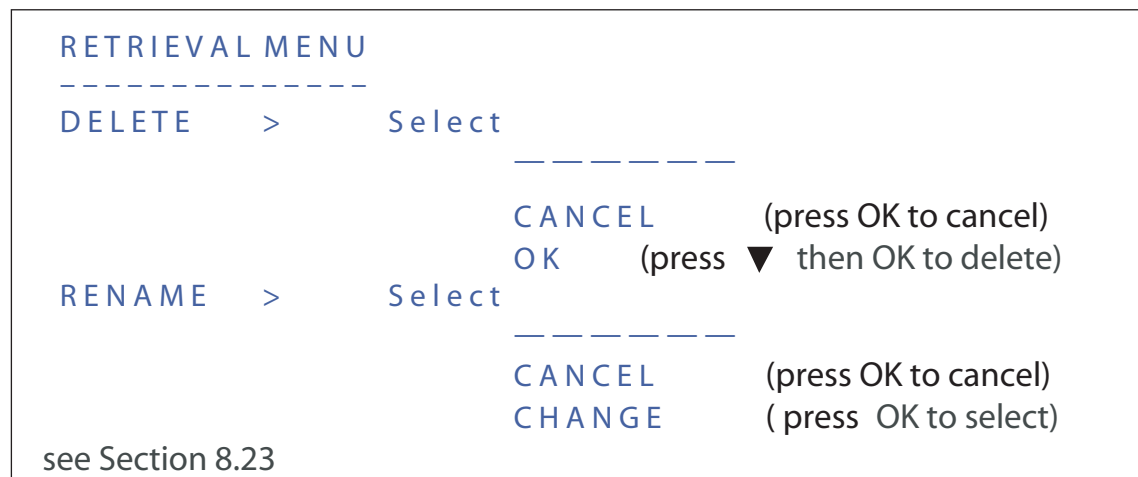 RETRIEVAL MENU
– – – – – – – – – – – – – –
DELETE > Select
— — — — — —
CANCEL (press OK to cancel)
OK (press ▼ then OK to delete)
RENAME > Select
— — — — — —
CANCEL (press OK to cancel)
CHANGE ( press OK to select)
see Section 8.23